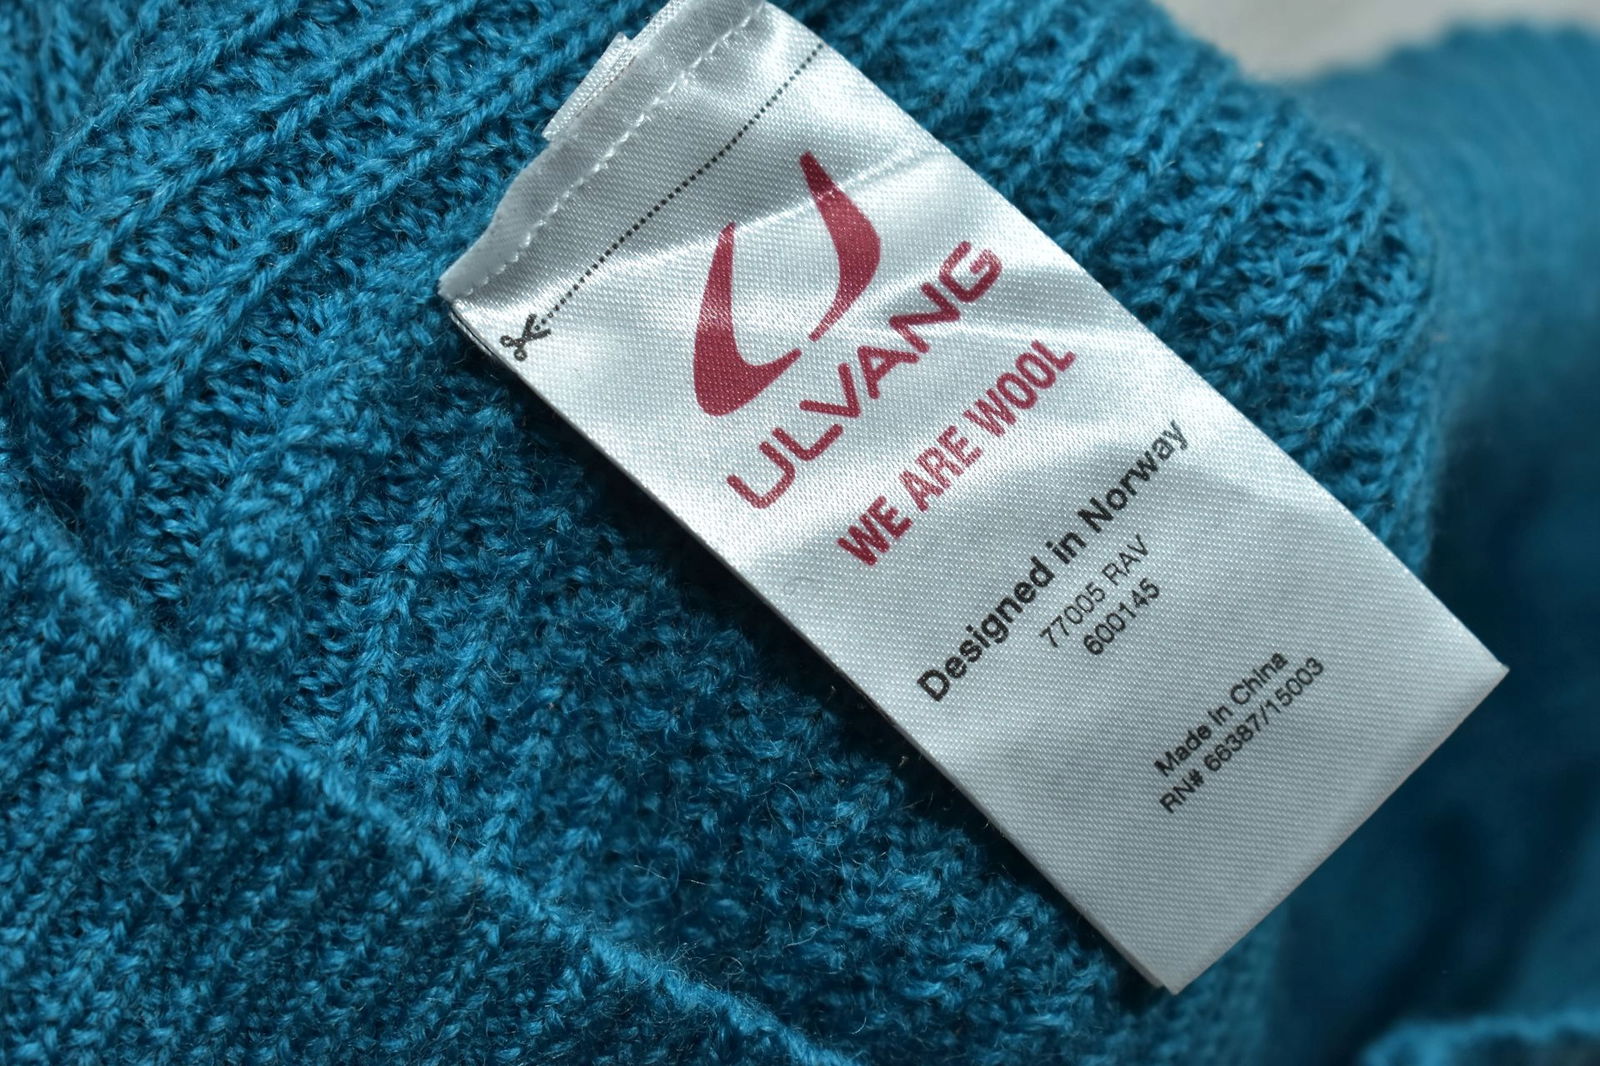 ULVANG
WE ARE WOOL
Designed in Norway
77005 RAV
600145
Made in China
RN# 66387/15003